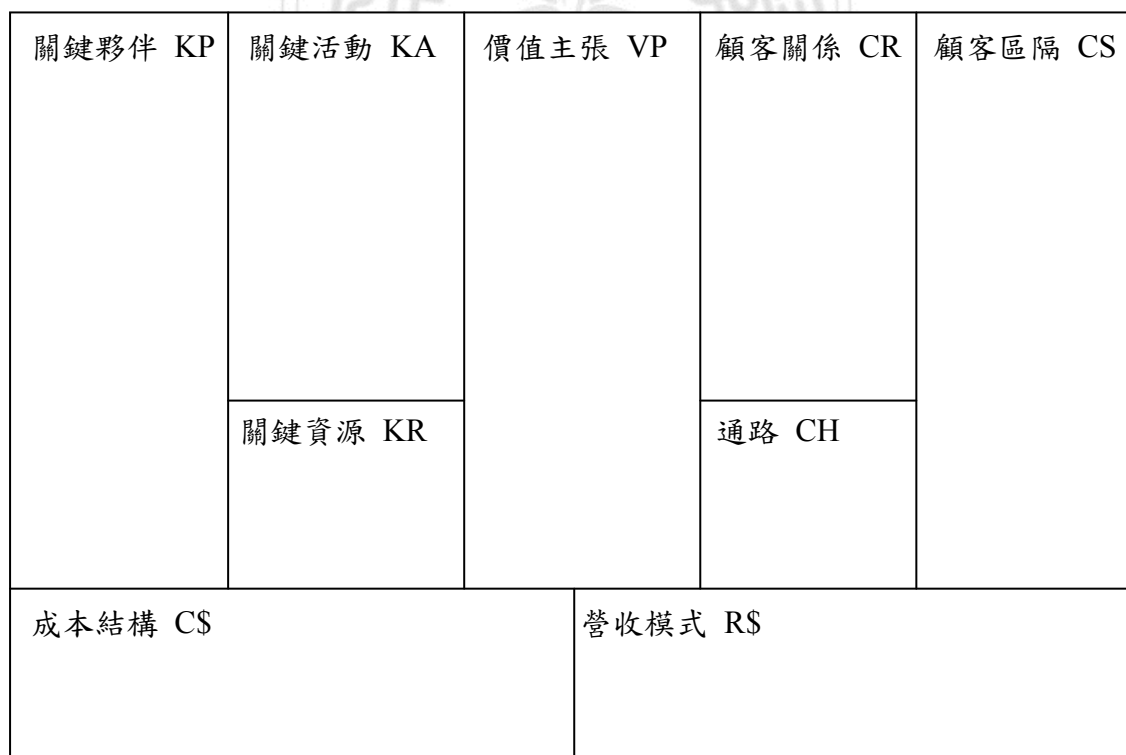 關鍵夥伴 KP
關鍵活動 KA
價值主張 VP
顧客關係 CR
顧客區隔 CS
關鍵資源 KR
通路 CH
成本結構 C$
營收模式 R$